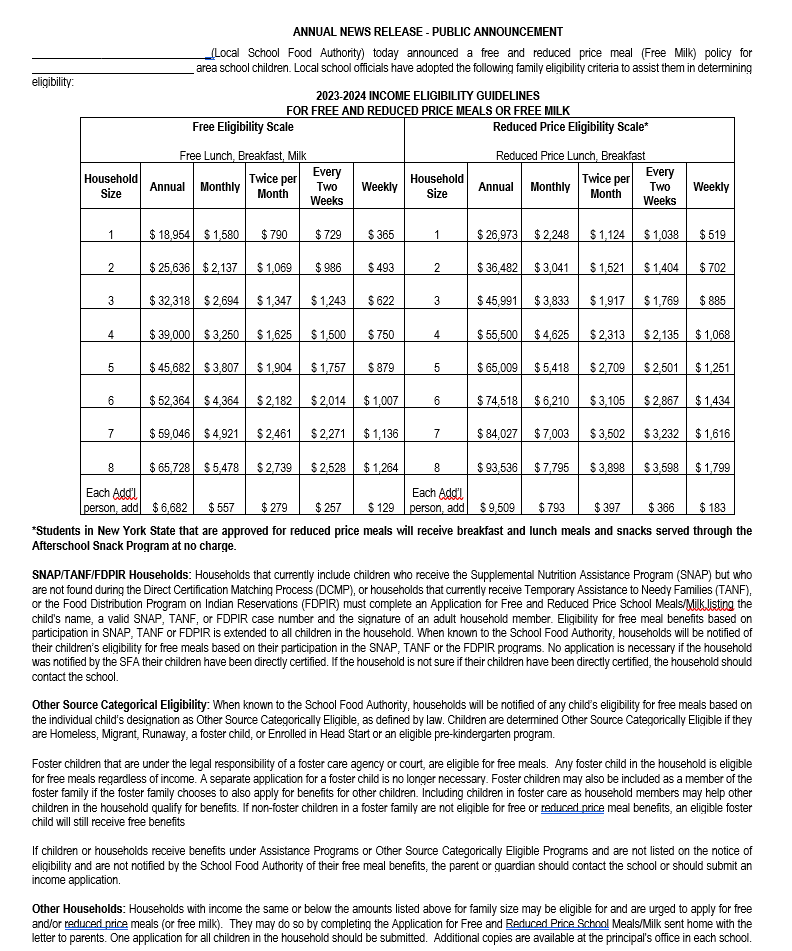 ANNUAL NEWS RELEASE - PUBLIC ANNOUNCEMENT
(Local School Food Authority) today announced a free and reduced price meal (Free Milk) policy for
area school children. Local school officials have adopted the following family eligibility criteria to assist them in determining
eligibility:
2023-2024 INCOME ELIGIBILITY GUIDELINES
FOR FREE AND REDUCED PRICE MEALS OR FREE MILK
Free Eligibility Scale Reduced Price Eligibility Scale*
Free Lunch, Breakfast, Milk Reduced Price Lunch, Breakfast
Household Size Annual Monthly Twice per Month Every Two Weeks Weekly Household Size Annual Monthly Twice per Month Every Two Weeks Weekly
1 $ 18,954 $ 1,580 $ 790 $ 729 $ 365 1 $ 26,973 $ 2,248 $ 1,124 $ 1,038 $ 519
2 $ 25,636 $ 2,137 $ 1,069 $ 986 $ 493 2 $ 36,482 $ 3,041 $ 1,521 $ 1,404 $ 702
3 $ 32,318 $ 2,694 $ 1,347 $ 1,243 $ 622 3 $ 45,991 $ 3,833 $ 1,917 $ 1,769 $ 885
4 $ 39,000 $ 3,250 $ 1,625 $ 1,500 $ 750 4 $ 55,500 $ 4,625 $ 2,313 $ 2,135 $ 1,068
5 $ 45,682 $ 3,807 $ 1,904 $ 1,757 $ 879 5 $ 65,009 $ 5,418 $ 2,709 $ 2,501 $ 1,251
6 $ 52,364 $ 4,364 $ 2,182 $ 2,014 $ 1,007 6 $ 74,518 $ 6,210 $ 3,105 $ 2,867 $ 1,434
7 $ 59,046 $ 4,921 $ 2,461 $ 2,271 $ 1,136 7 $ 84,027 $ 7,003 $ 3,502 $ 3,232 $ 1,616
8 $ 65,728 $ 5,478 $ 2,739 $ 2,528 $ 1,264 8 $ 93,536 $ 7,795 $ 3,898 $ 3,598 $ 1,799
Each Add'l person, add $ 6,682 $ 557 $ 279 $ 257 $ 129 Each Add'l person, add $ 9,509 $ 793 $ 397 $ 366 $ 183
*Students in New York State that are approved for reduced price meals will receive breakfast and lunch meals and snacks served through the
Afterschool Snack Program at no charge.
SNAP/TANF/FDPIR Households: Households that currently include children who receive the Supplemental Nutrition Assistance Program (SNAP) but who
are not found during the Direct Certification Matching Process (DCMP), or households that currently receive Temporary Assistance to Needy Families (TANF),
or the Food Distribution Program on Indian Reservations (FDPIR) must complete an Application for Free and Reduced Price School Meals/Milk listing the
child's name, a valid SNAP, TANF, or FDPIR case number and the signature of an adult household member. Eligibility for free meal benefits based on
participation in SNAP, TANF or FDPIR is extended to all children in the household. When known to the School Food Authority, households will be notified of
their children's eligibility for free meals based on their participation in the SNAP, TANF or the FDPIR programs. No application is necessary if the household
was notified by the SFA their children have been directly certified. If the household is not sure if their children have been directly certified, the household should
contact the school.
Other Source Categorical Eligibility: When known to the School Food Authority, households will be notified of any child's eligibility for free meals based on
the individual child's designation as Other Source Categorically Eligible, as defined by law. Children are determined Other Source Categorically Eligible if they
are Homeless, Migrant, Runaway, a foster child, or Enrolled in Head Start or an eligible pre-kindergarten program.
Foster children that are under the legal responsibility of a foster care agency or court, are eligible for free meals. Any foster child in the household is eligible
for free meals regardless of income. A separate application for a foster child is no longer necessary. Foster children may also be included as a member of the
foster family if the foster family chooses to also apply for benefits for other children. Including children in foster care as household members may help other
children in the household qualify for benefits. If non-foster children in a foster family are not eligible for free or reduced price meal benefits, an eligible foster
child will still receive free benefits
If children or households receive benefits under Assistance Programs or Other Source Categorically Eligible Programs and are not listed on the notice of
eligibility and are not notified by the School Food Authority of their free meal benefits, the parent or guardian should contact the school or should submit an
income application.
Other Households: Households with income the same or below the amounts listed above for family size may be eligible for and are urged to apply for free
and/or reduced price meals (or free milk). They may do so by completing the Application for Free and Reduced Price School Meals/Milk sent home with the
letter to parents. One application for all children in the household should be submitted. Additional copies are available at the principal's office in each school.